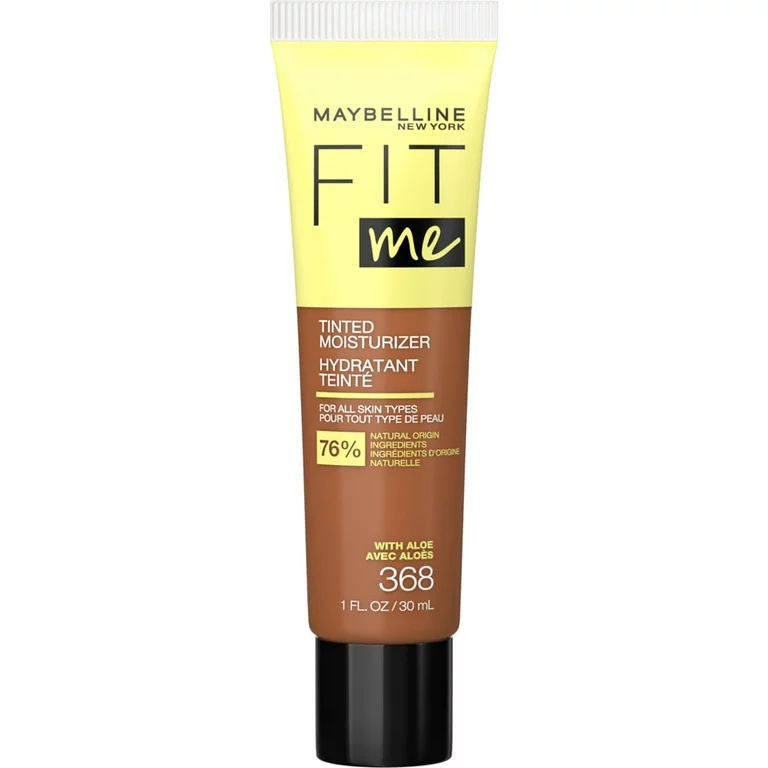 MAYBELLINE
NEW YORK
FIT
me
TINTED
MOISTURIZER
HYDRATANT
TEINTÉ
FOR ALL SKIN TYPES
POUR TOUT TYPE DE PEAU
76%
NATURAL ORIGIN
INGREDIENTS
INGRÉDIENTS D'ORIGINE
NATURELLE
WITH ALOE
AVEC ALOÈS
368
1 FL. OZ / 30 mL